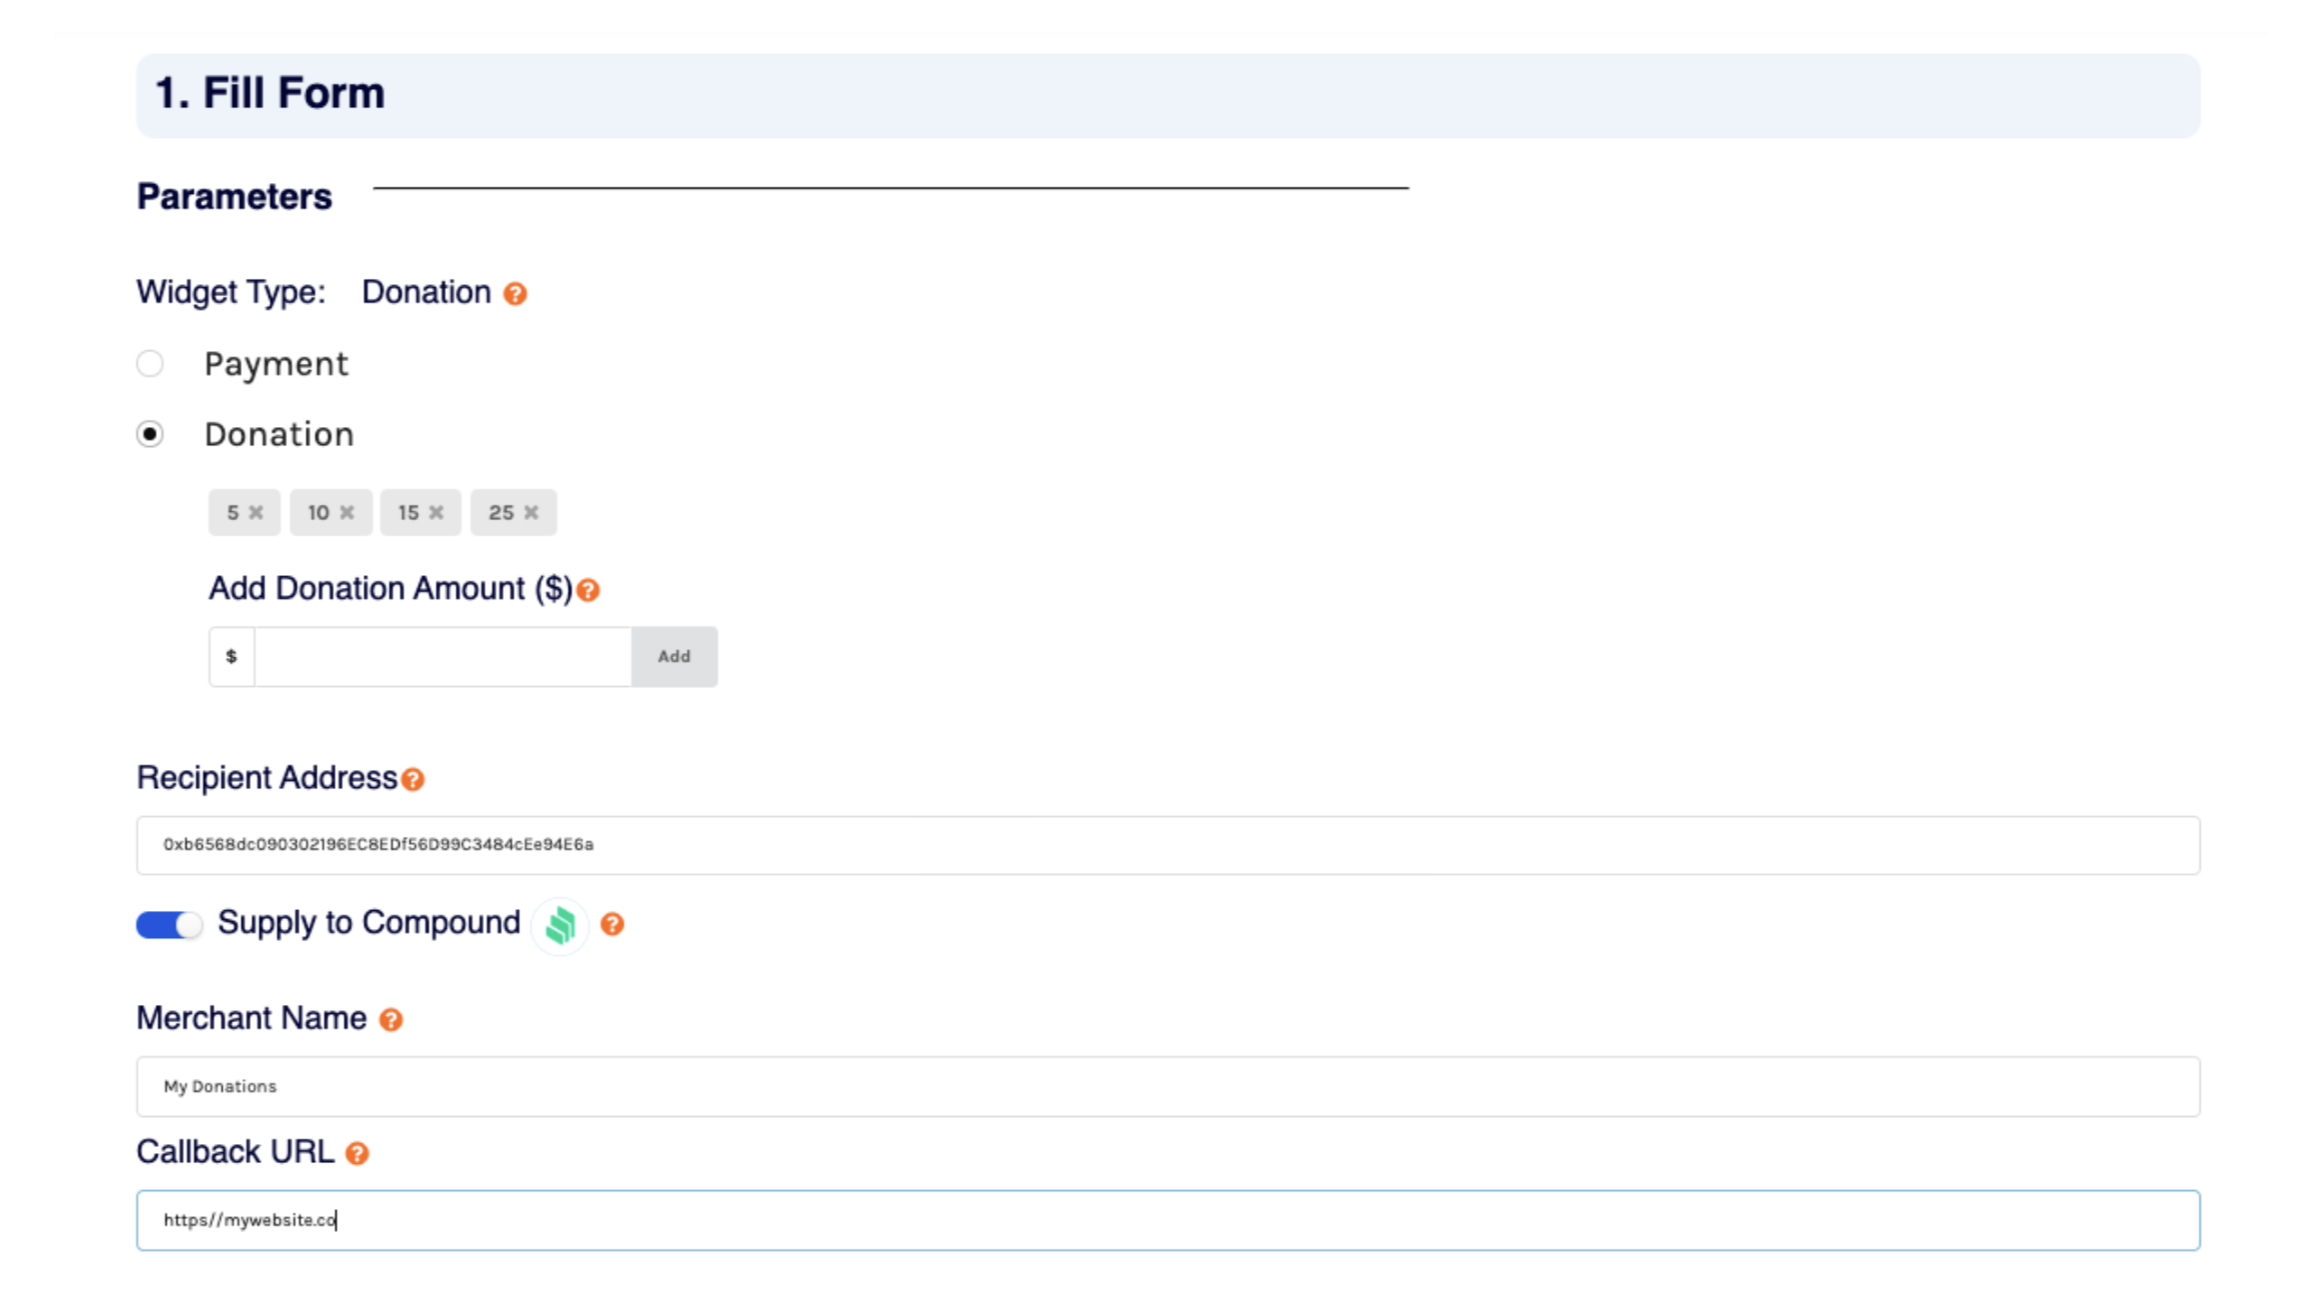 1. Fill Form
Parameters
Widget Type: Donation ?
Payment
Donation
5 × 10 × 15 × 25 ×
Add Donation Amount ($) ?
$ Add
Recipient Address ?
0xb6568dc090302196EC8EDf56D99C3484cEe94E6a
Supply to Compound ?
Merchant Name ?
My Donations
Callback URL ?
https//mywebsite.co